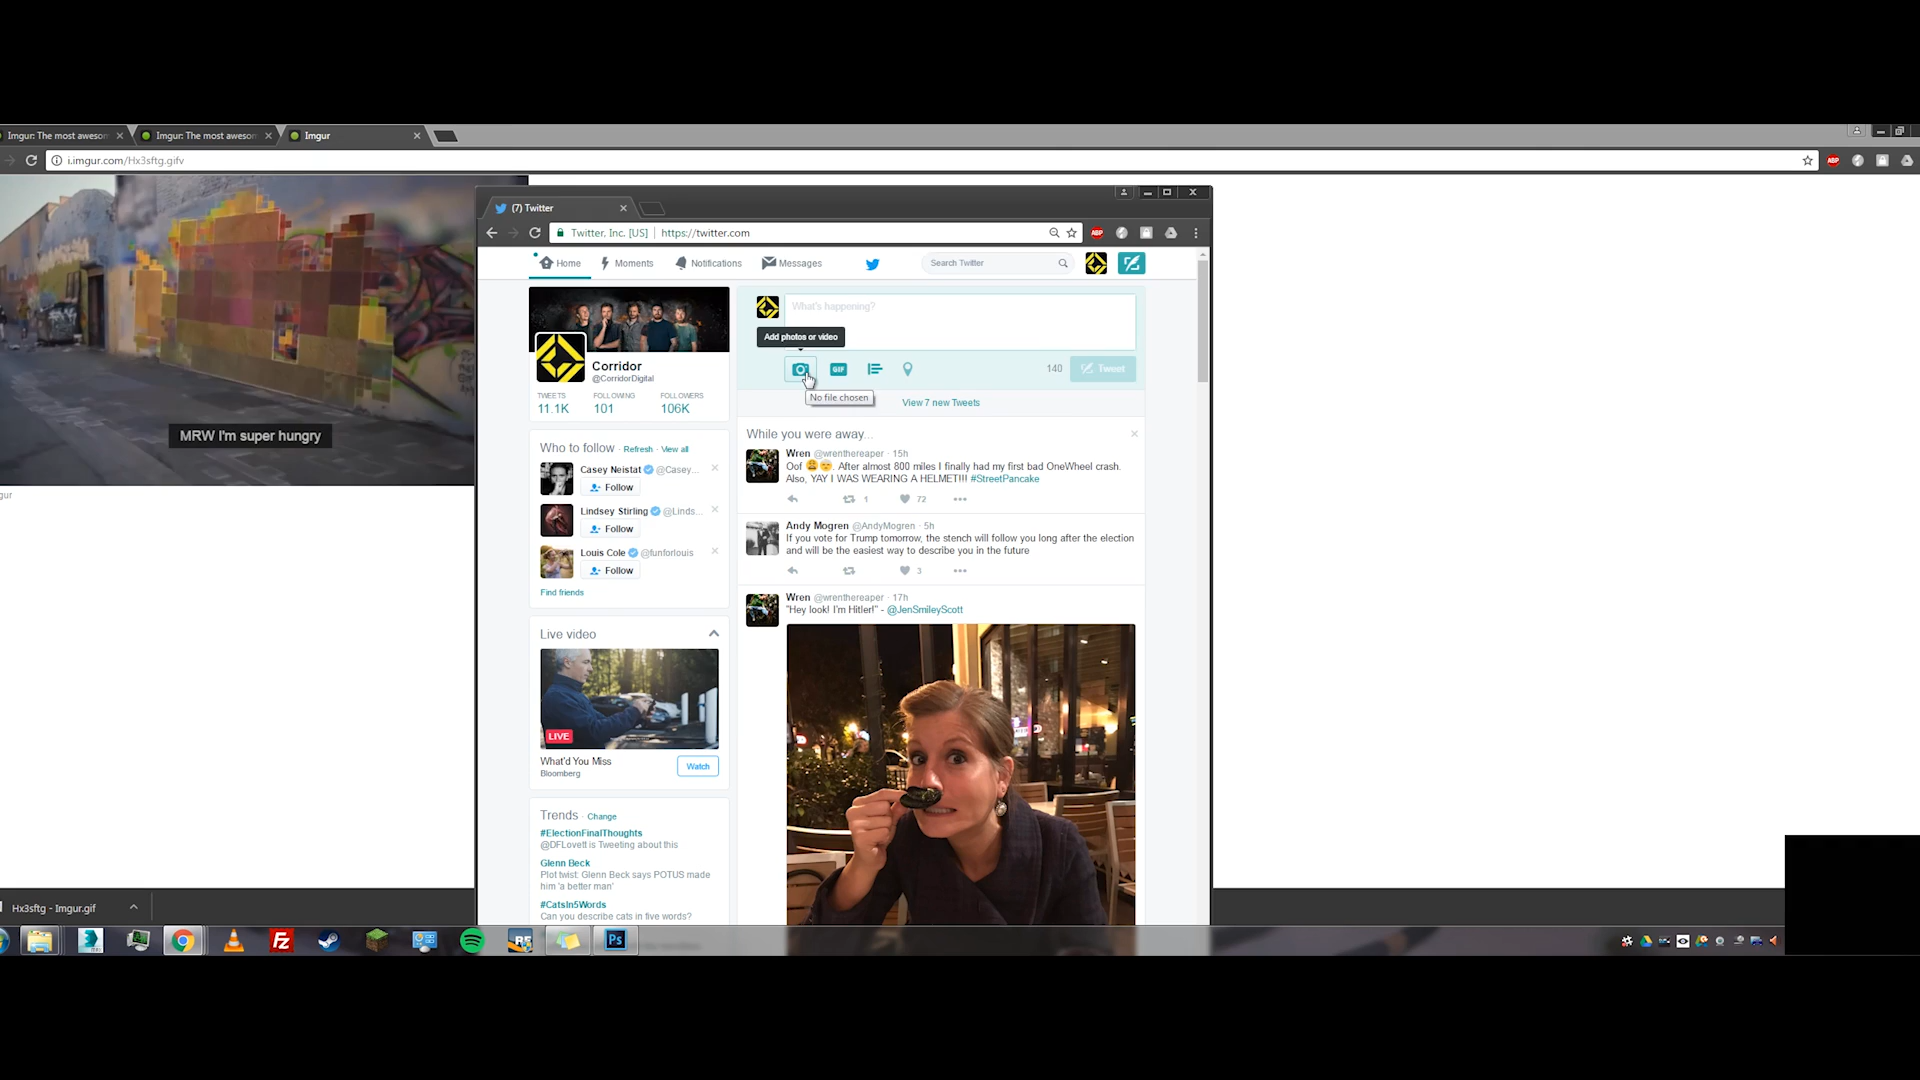 Imgur: The most awesom
Imgur: The most awesom
Imgur
i.imgur.com/Hx3sftg.gifv
ABP
MRW I'm super hungry
gur
(7) Twitter
Twitter, Inc. [US]
https://twitter.com
ABP
Home
Moments
Notifications
Messages
Search Twitter
Corridor
@CorridorDigital
TWEETS
FOLLOWING
FOLLOWERS
11.1K
101
106K
What's happening?
Add photos or video
GIF
140
Tweet
No file chosen
View 7 new Tweets
Who to follow · Refresh · View all
Casey Neistat @Casey...
Follow
Lindsey Stirling @Linds...
Follow
Louis Cole @funforlouis
Follow
Find friends
Live video
LIVE
What'd You Miss
Bloomberg
Watch
Trends · Change
#ElectionFinalThoughts
@DFLovett is Tweeting about this
Glenn Beck
Plot twist: Glenn Beck says POTUS made
him 'a better man'
#CatsIn5Words
Can you describe cats in five words?
While you were away...
Wren @wrenthereaper · 15h
Oof. After almost 800 miles I finally had my first bad OneWheel crash.
Also, YAY I WAS WEARING A HELMET!!! #StreetPancake
1
72
Andy Mogren @AndyMogren · 5h
If you vote for Trump tomorrow, the stench will follow you long after the election
and will be the easiest way to describe you in the future
3
Wren @wrenthereaper · 17h
"Hey look! I'm Hitler!" - @JenSmileyScott
Hx3sftg - Imgur.gif
Fz
RF
Ps